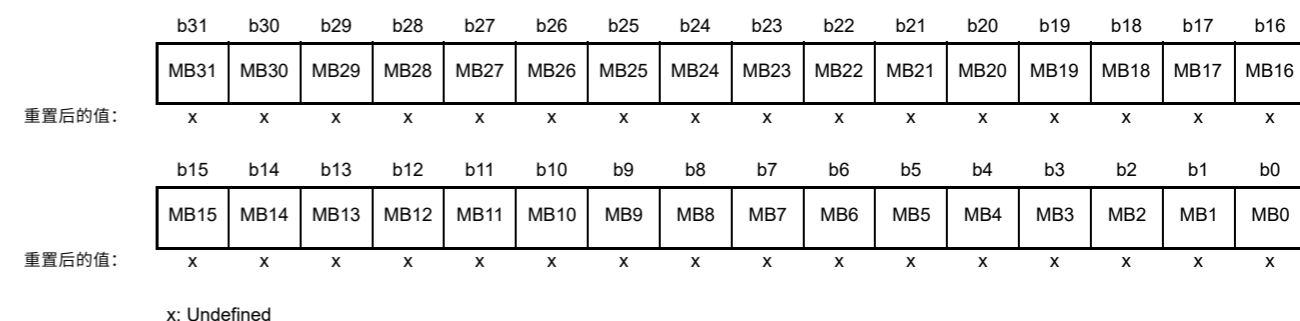 b31 b30 b29 b28 b27 b26 b25 b24 b23 b22 b21 b20 b19 b18 b17 b16
MB31 MB30 MB29 MB28 MB27 MB26 MB25 MB24 MB23 MB22 MB21 MB20 MB19 MB18 MB17 MB16
重置后的值: x x x x x x x x x x x x x x x x
b15 b14 b13 b12 b11 b10 b9 b8 b7 b6 b5 b4 b3 b2 b1 b0
MB15 MB14 MB13 MB12 MB11 MB10 MB9 MB8 MB7 MB6 MB5 MB4 MB3 MB2 MB1 MB0
重置后的值: x x x x x x x x x x x x x x x x
x: Undefined